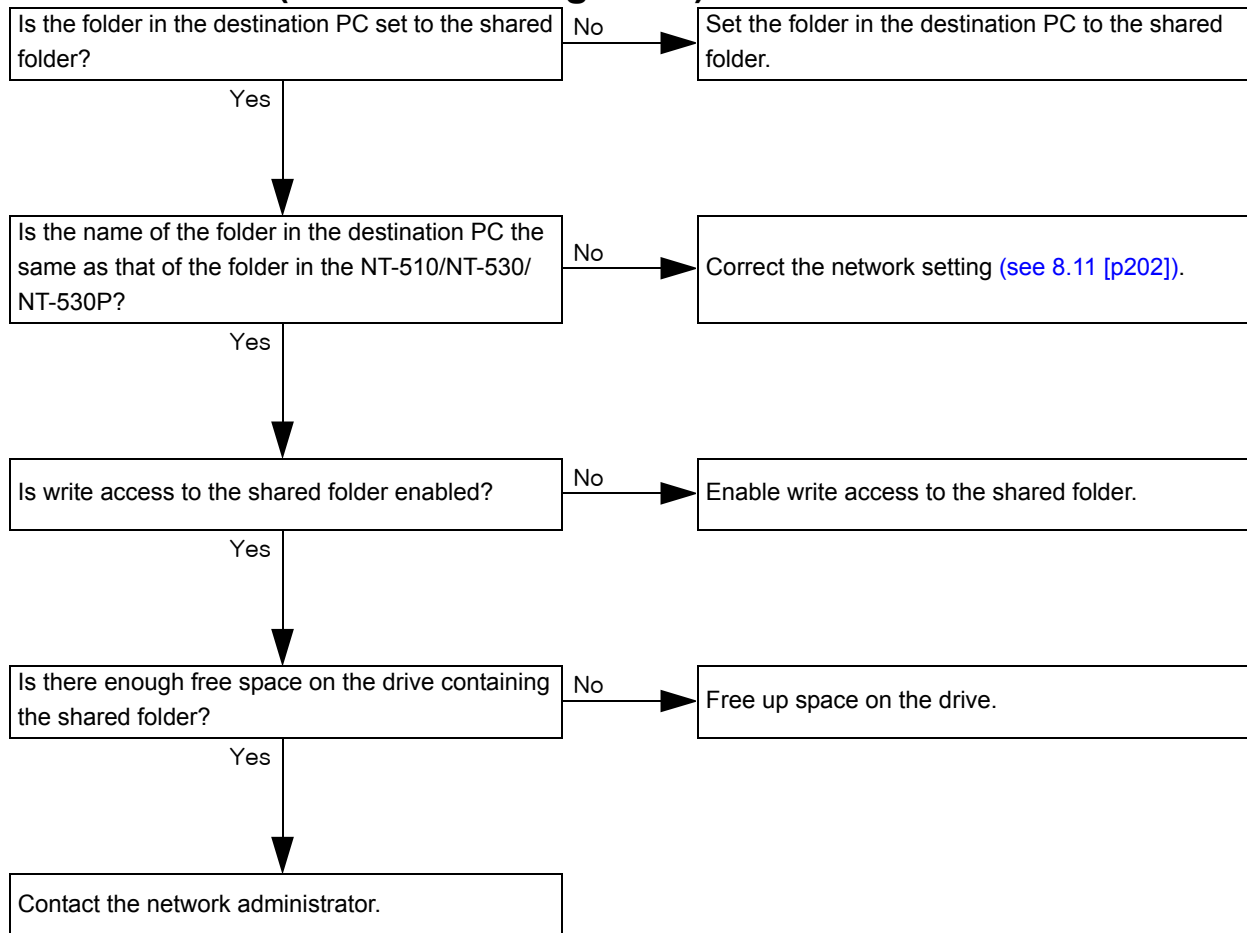 Is the folder in the destination PC set to the shared
folder?
No
Set the folder in the destination PC to the shared
folder.
Yes
Is the name of the folder in the destination PC the
same as that of the folder in the NT-510/NT-530/
NT-530P?
No
Correct the network setting (see 8.11 [p202]).
Yes
Is write access to the shared folder enabled?
No
Enable write access to the shared folder.
Yes
Is there enough free space on the drive containing
the shared folder?
No
Free up space on the drive.
Yes
Contact the network administrator.